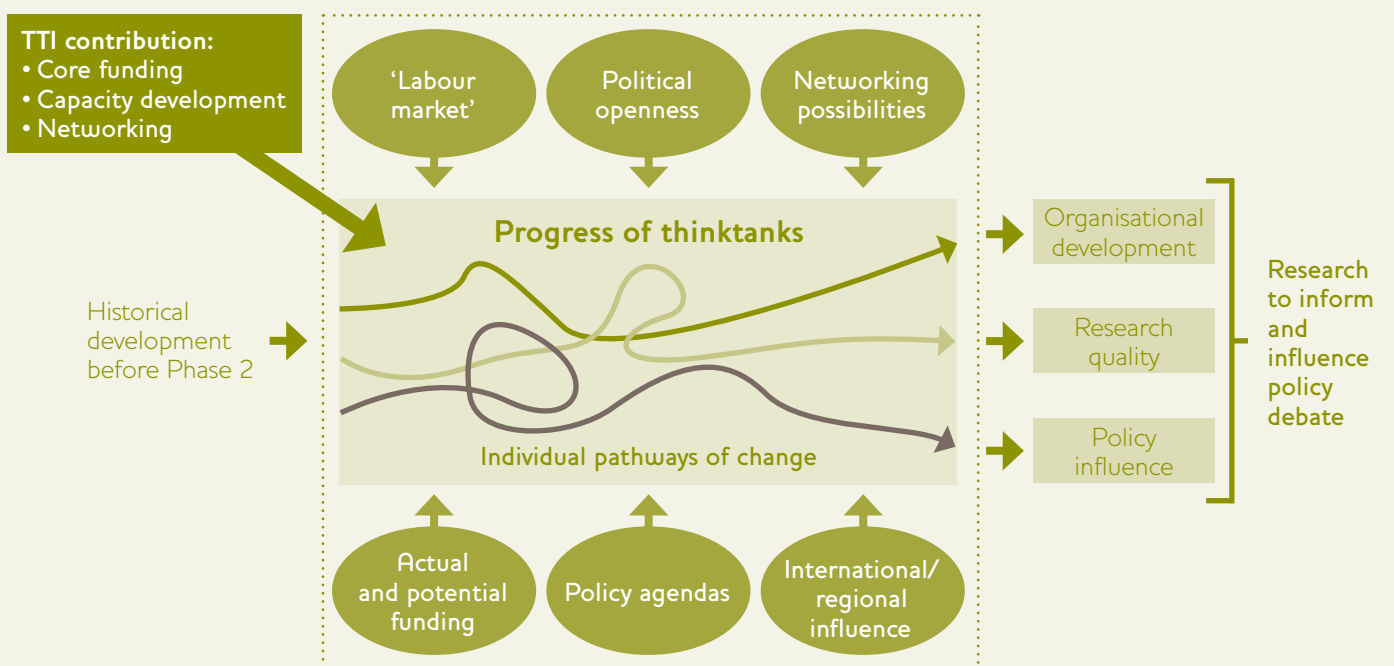 TTI contribution:
• Core funding
• Capacity development
• Networking
‘Labour
market’
Political
openness
Networking
possibilities
Historical
development
before Phase 2
Progress of thinktanks
Individual pathways of change
Organisational
development
Research
quality
Policy
influence
Research
to inform
and
influence
policy
debate
Actual
and potential
funding
Policy agendas
International/
regional
influence